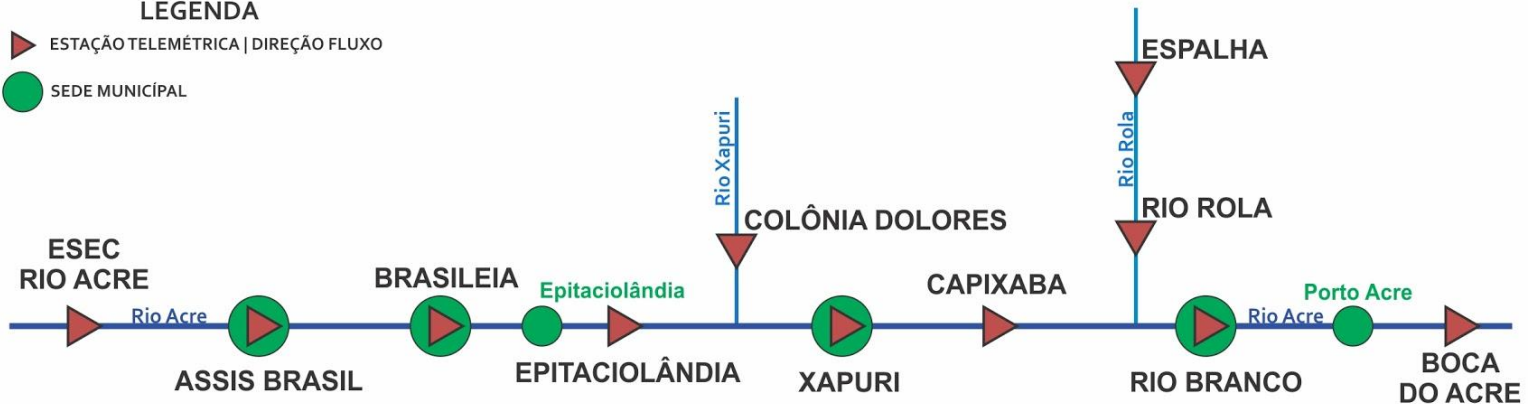 LEGENDA
ESTAÇÃO TELEMÉTRICA | DIREÇÃO FLUXO
SEDE MUNICÍPAL
ESPALHA
Rio Xapuri
Rio Rola
COLÔNIA DOLORES
RIO ROLA
ESEC
RIO ACRE
BRASILEIA
Epitaciolândia
CAPIXABA
Porto Acre
Rio Acre
Rio Acre
ASSIS BRASIL
EPITACIOLÂNDIA
XAPURI
RIO BRANCO
BOCA
DO ACRE